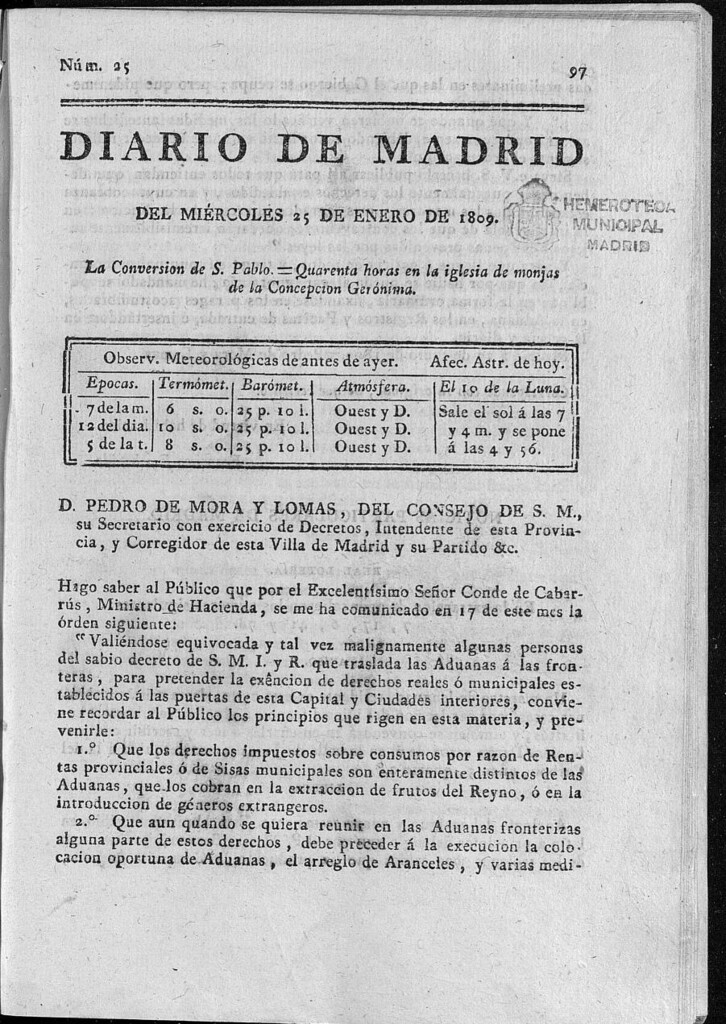 Núm. 25
97
DIARIO DE MADRID
DEL MIÉRCOLES 25 DE ENERO DE 1809.
HEMEROTECA
MUNICIPAL
MADRID
La Conversion de S. Pablo.=Quarenta horas en la iglesia de monjas
de la Concepcion Gerónima.
Observ. Meteorológicas de antes de ayer. Afec. Astr. de hoy.
Epocas. Termómet. Barómet. Atmósfera. El 10 de la Luna.
7 de la m. 6 s. o. 25 p. 10 l. Ouest y D. Sale el sol á las 7
12 del dia. 10 s. o. 25 p. 10 l. Ouest y D. y 4 m. y se pone
5 de la t. 8 s. o. 25 p. 10 l. Ouest y D. á las 4 y 56.
D. PEDRO DE MORA Y LOMAS, DEL CONSEJO DE S. M.,
su Secretario con exercicio de Decretos, Intendente de esta Provin-
cia, y Corregidor de esta Villa de Madrid y su Partido &c.
Hago saber al Público que por el Excelentísimo Señor Conde de Cabar-
rús, Ministro de Hacienda, se me ha comunicado en 17 de este mes la
órden siguiente:
"Valiéndose equivocada y tal vez malignamente algunas personas
del sabio decreto de S. M. I. y R. que traslada las Aduanas á las fron-
teras, para pretender la exêncion de derechos reales ó municipales es-
tablecidos á las puertas de esta Capital y Ciudades interiores, convie-
ne recordar al Público los principios que rigen en esta materia, y pre-
venirle:
1.º Que los derechos impuestos sobre consumos por razon de Ren-
tas provinciales ó de Sisas municipales son enteramente distintos de las
Aduanas, que los cobran en la extraccion de frutos del Reyno, ó en la
introduccion de géneros extrangeros.
2.º Que aun quando se quiera reunir en las Aduanas fronterizas
alguna parte de estos derechos, debe preceder á la execucion la colo-
cacion oportuna de Aduanas, el arreglo de Aranceles, y varias medi-